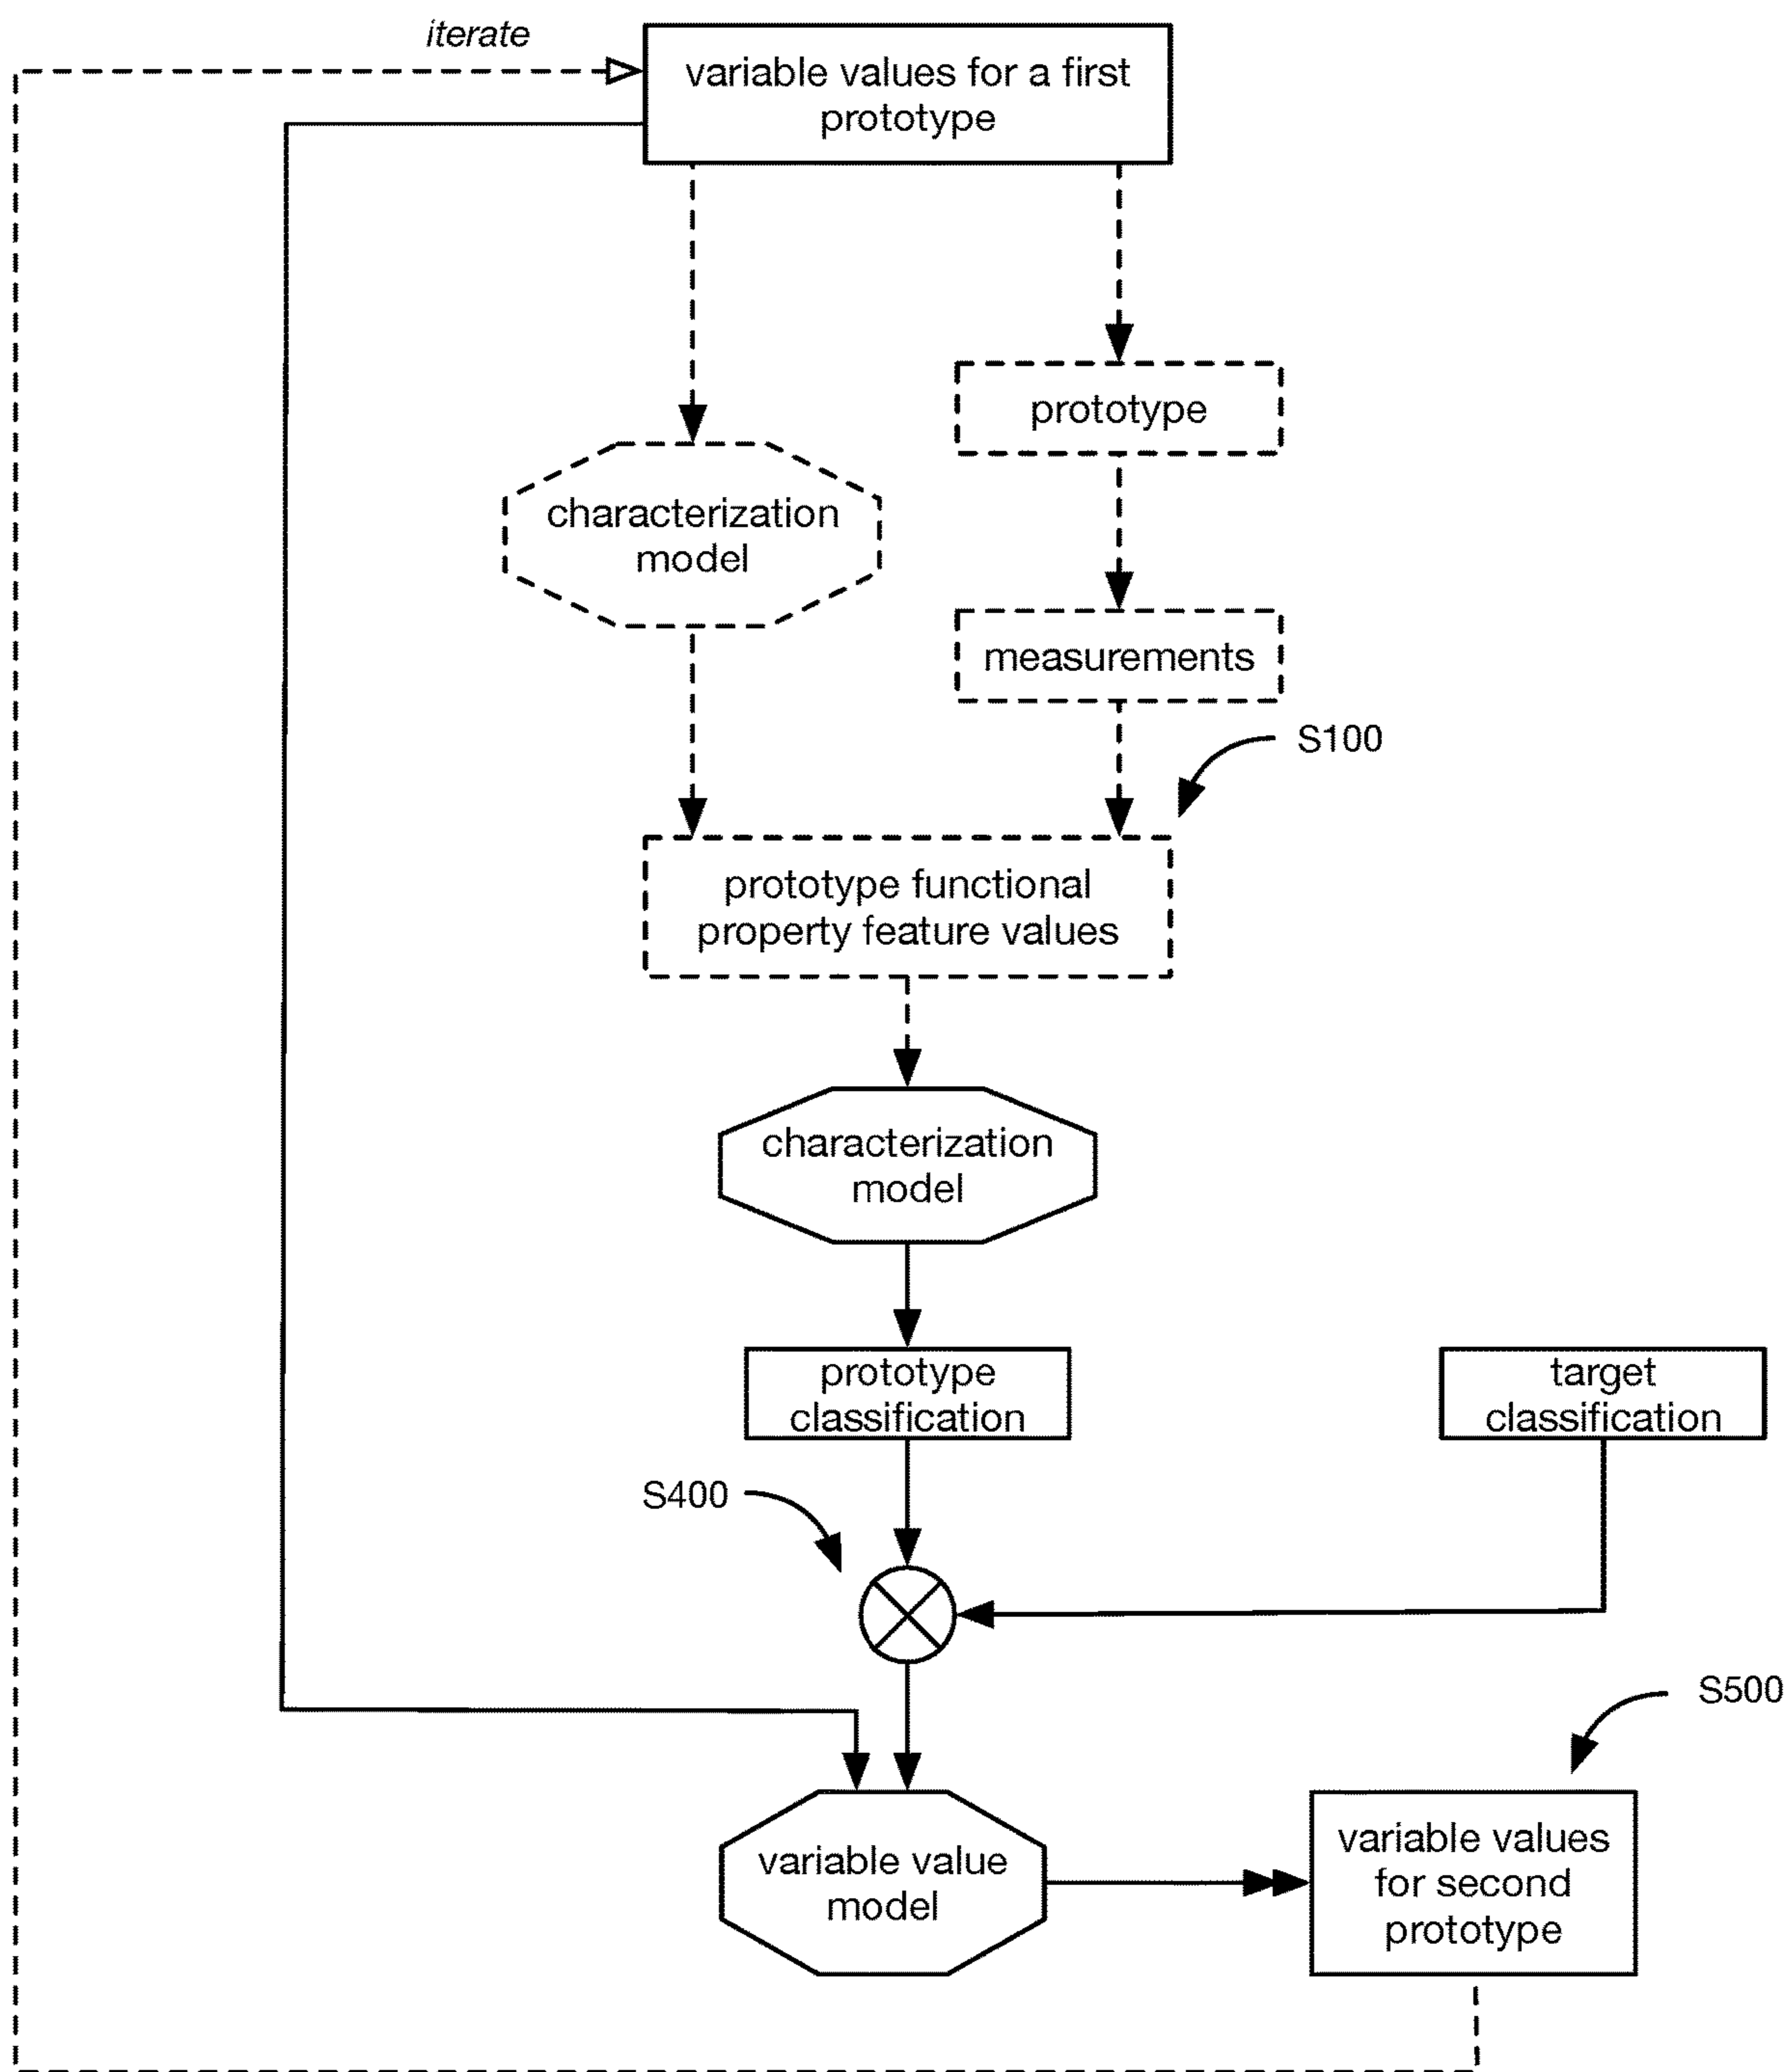 iterate
variable values for a first
prototype
prototype
characterization
model
measurements
S100
prototype functional
property feature values
characterization
model
prototype
classification
target
classification
S400
S500
variable value
model
variable values
for second
prototype